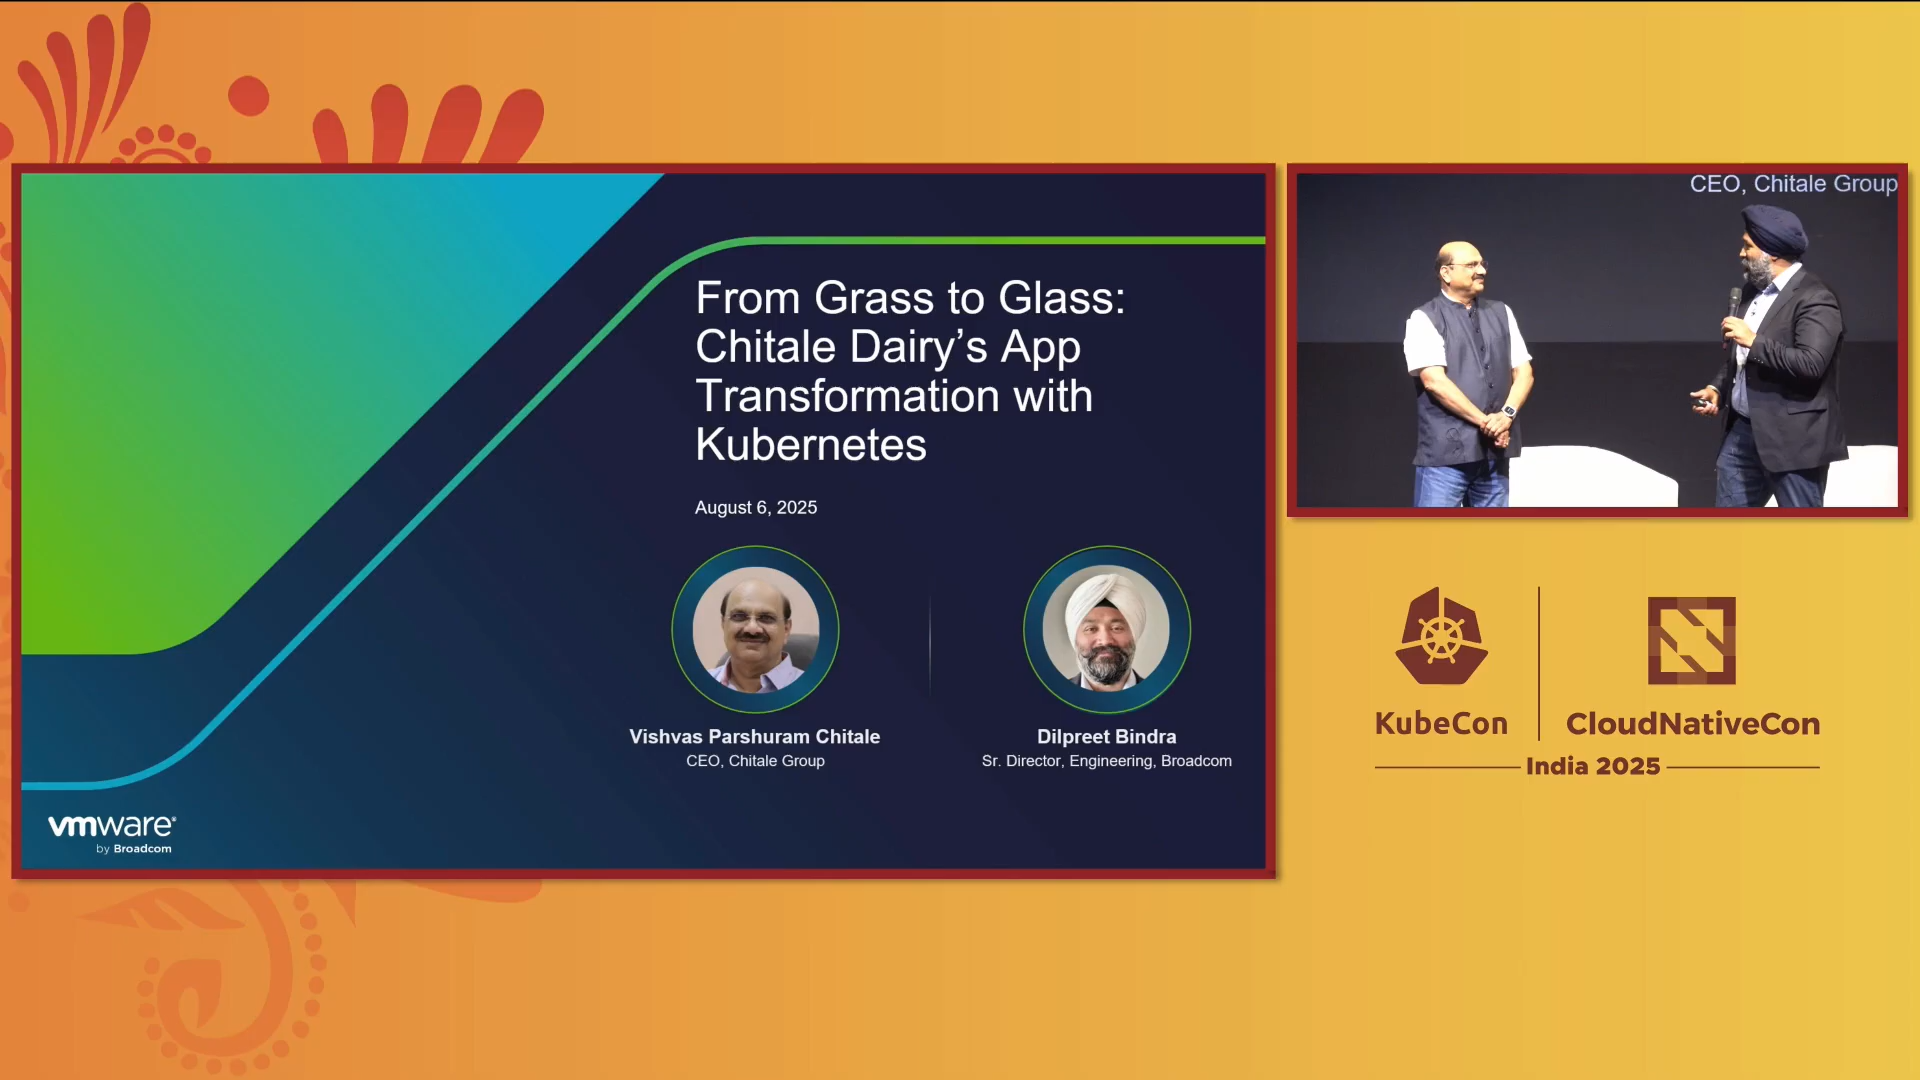 From Grass to Glass:
Chitale Dairy’s App
Transformation with
Kubernetes
August 6, 2025
Vishvas Parshuram Chitale
CEO, Chitale Group
Dilpreet Bindra
Sr. Director, Engineering, Broadcom
vmware®
by Broadcom
CEO, Chitale Group
KubeCon
CloudNativeCon
India 2025